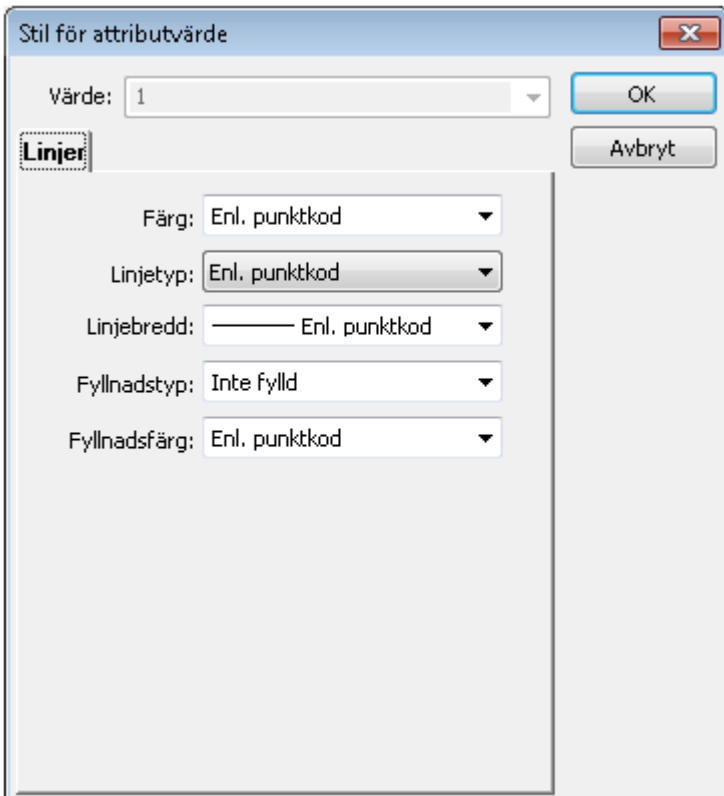 Stil för attributvärde
Värde: 1
OK
Avbryt
Linjer
Färg: Enl. punktkod
Linjetyp: Enl. punktkod
Linjebredd: Enl. punktkod
Fyllnadstyp: Inte fylld
Fyllnadsfärg: Enl. punktkod